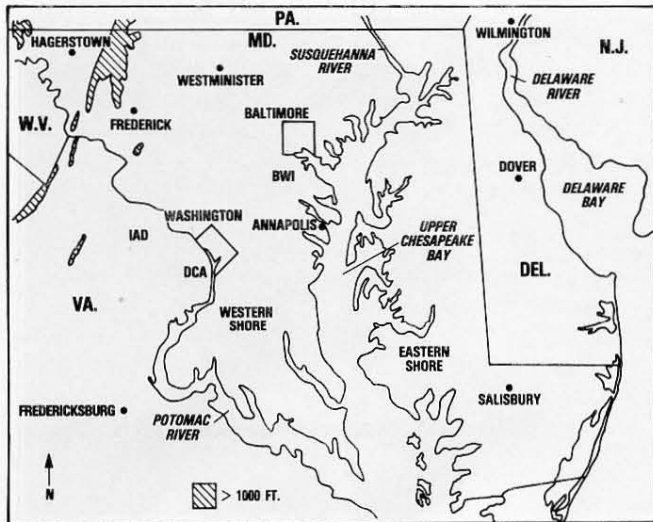 PA.
HAGERSTOWN
MD.
SUSQUEHANNA
RIVER
WILMINGTON
N.J.
WESTMINISTER
DELAWARE
RIVER
W.V.
FREDERICK
BALTIMORE
BWI
DOVER
DELAWARE
BAY
WASHINGTON
ANNAPOLIS
UPPER
CHESAPEAKE
BAY
IAD
DCA
DEL.
VA.
WESTERN
SHORE
EASTERN
SHORE
SALISBURY
FREDERICKSBURG
POTOMAC
RIVER
N
> 1000 FT.